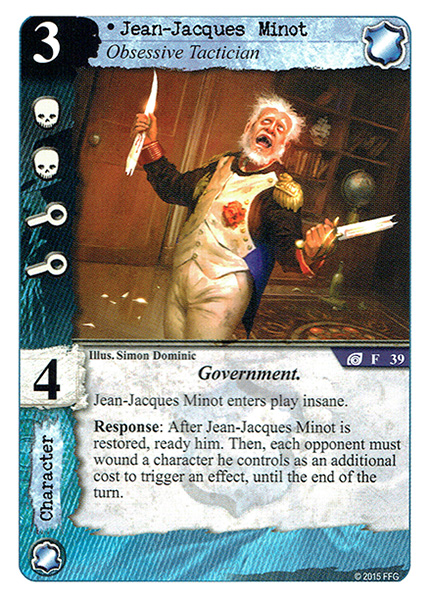 3
• Jean-Jacques Minot
Obsessive Tactician
Illus. Simon Dominic
F 39
4
Government.
Jean-Jacques Minot enters play insane.
Response: After Jean-Jacques Minot is
restored, ready him. Then, each opponent must
wound a character he controls as an additional
cost to trigger an effect, until the end of the
turn.
Character
© 2015 FFG